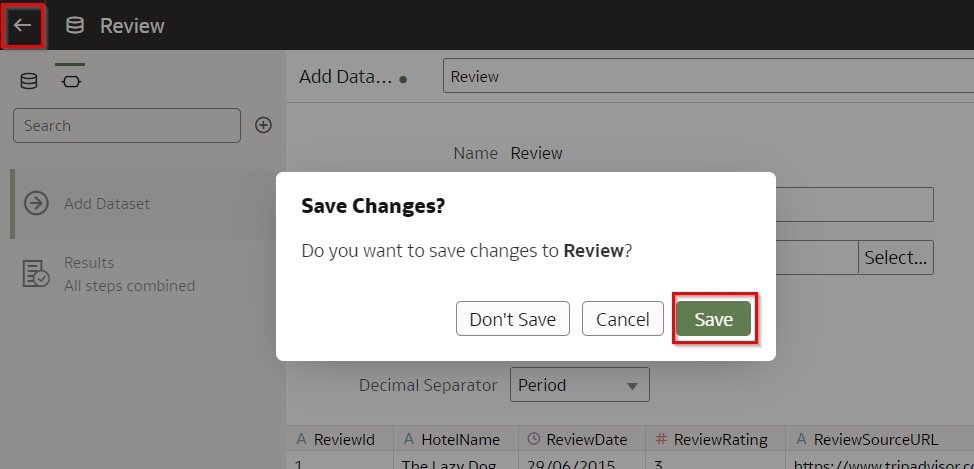 Review
Add Data...
Review
Search
Name Review
Add Dataset
Save Changes?
Do you want to save changes to Review?
Select...
Results
All steps combined
Don't Save
Cancel
Save
Decimal Separator Period
A ReviewId A HotelName ReviewDate # ReviewRating A ReviewSourceURL
1 The Lazy Dog 29/06/2015 3 https://www.tripadvisor.c